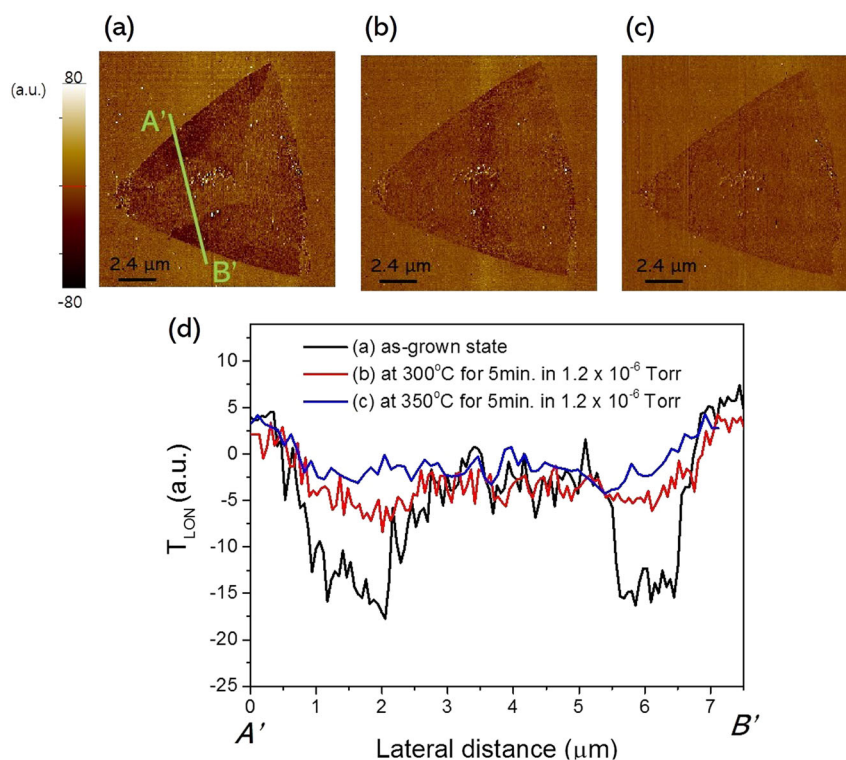 (a)
(b)
(c)
(a.u.)
80
-80
A’
B’
2.4 μm
2.4 μm
2.4 μm
(d)
(a) as-grown state
(b) at 300°C for 5min. in 1.2 x 10⁻⁶ Torr
(c) at 350°C for 5min. in 1.2 x 10⁻⁶ Torr
T_LON (a.u.)
10
5
0
-5
-10
-15
-20
-25
0 1 2 3 4 5 6 7
A’
B’
Lateral distance (μm)